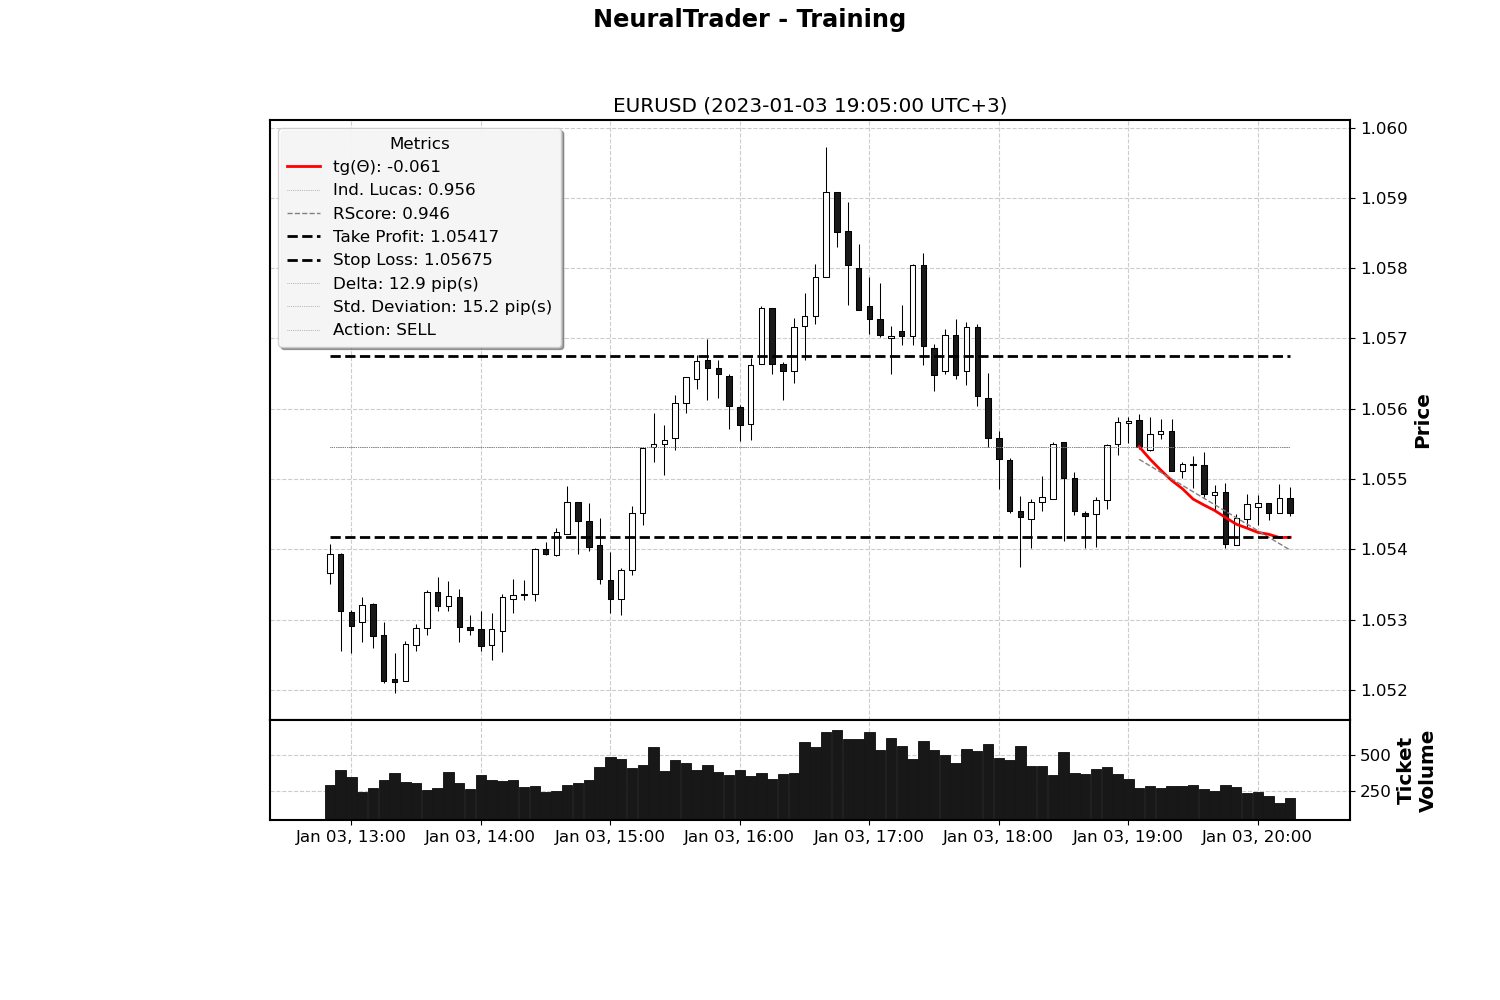 NeuralTrader - Training
EURUSD (2023-01-03 19:05:00 UTC+3)
Metrics
tg(Θ): -0.061
Ind. Lucas: 0.956
RScore: 0.946
Take Profit: 1.05417
Stop Loss: 1.05675
Delta: 12.9 pip(s)
Std. Deviation: 15.2 pip(s)
Action: SELL
1.060
1.059
1.058
1.057
1.056
1.055
1.054
1.053
1.052
Price
500
250
Ticket
Volume
Jan 03, 13:00
Jan 03, 14:00
Jan 03, 15:00
Jan 03, 16:00
Jan 03, 17:00
Jan 03, 18:00
Jan 03, 19:00
Jan 03, 20:00